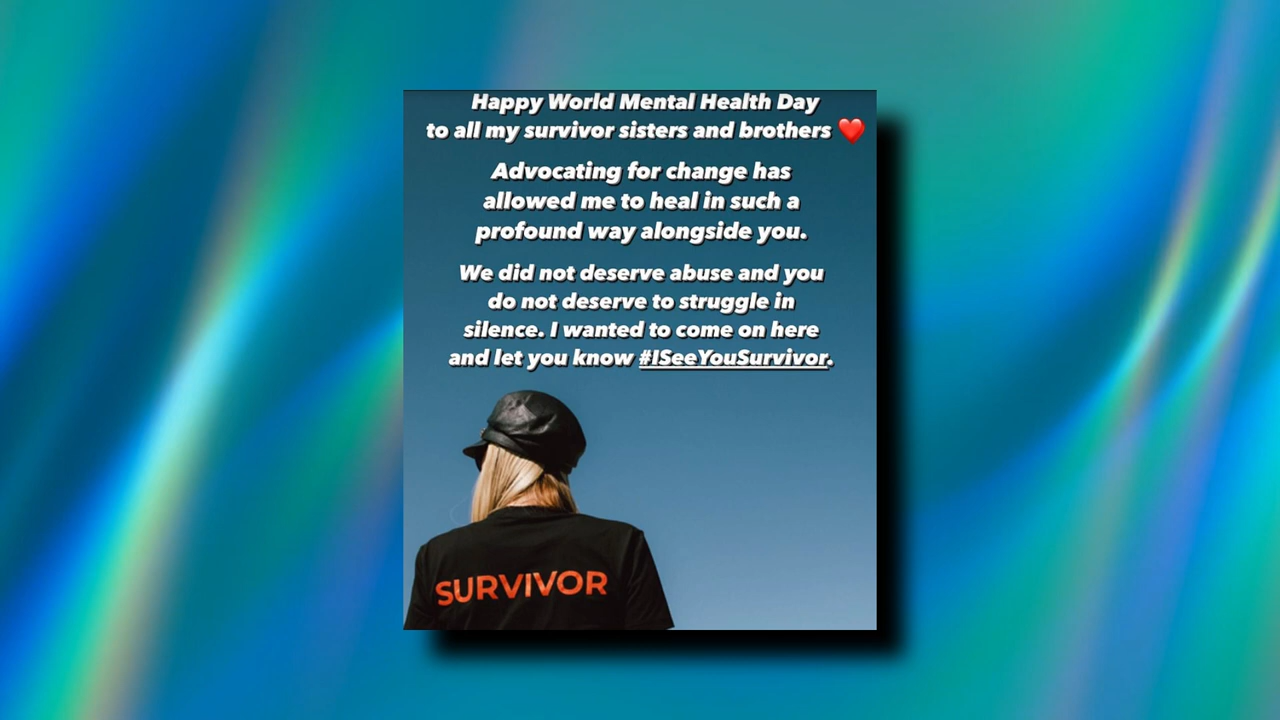 Happy World Mental Health Day
to all my survivor sisters and brothers ❤️
Advocating for change has
allowed me to heal in such a
profound way alongside you.
We did not deserve abuse and you
do not deserve to struggle in
silence. I wanted to come on here
and let you know #ISeeYouSurvivor.
SURVIVOR